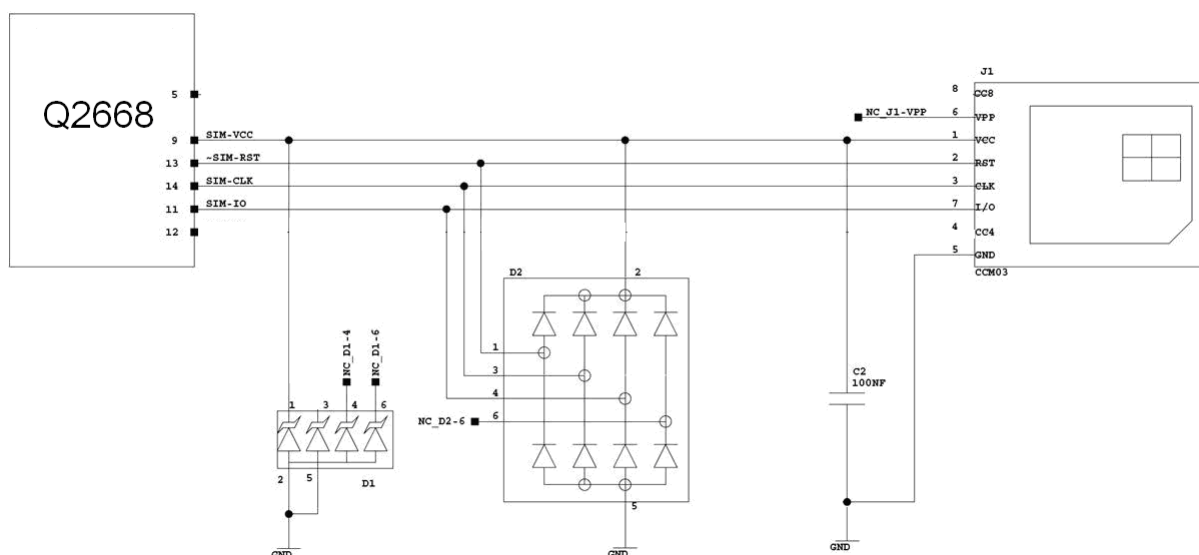 J1
5
8 CC8
Q2668
NC_J1-VPP 6 VPP
9 SIM-VCC 1 VCC
13 ~SIM-RST 2 RST
14 SIM-CLK 3 CLK
11 SIM-IO 7 I/O
12 4 CC4
5 GND
CCM03
D2 2
NC_D1-4 NC_D1-6
1
3
C2
100NF
4
1 3 4 6
NC_D2-6 6
2 5 D1
5
GND GND GND